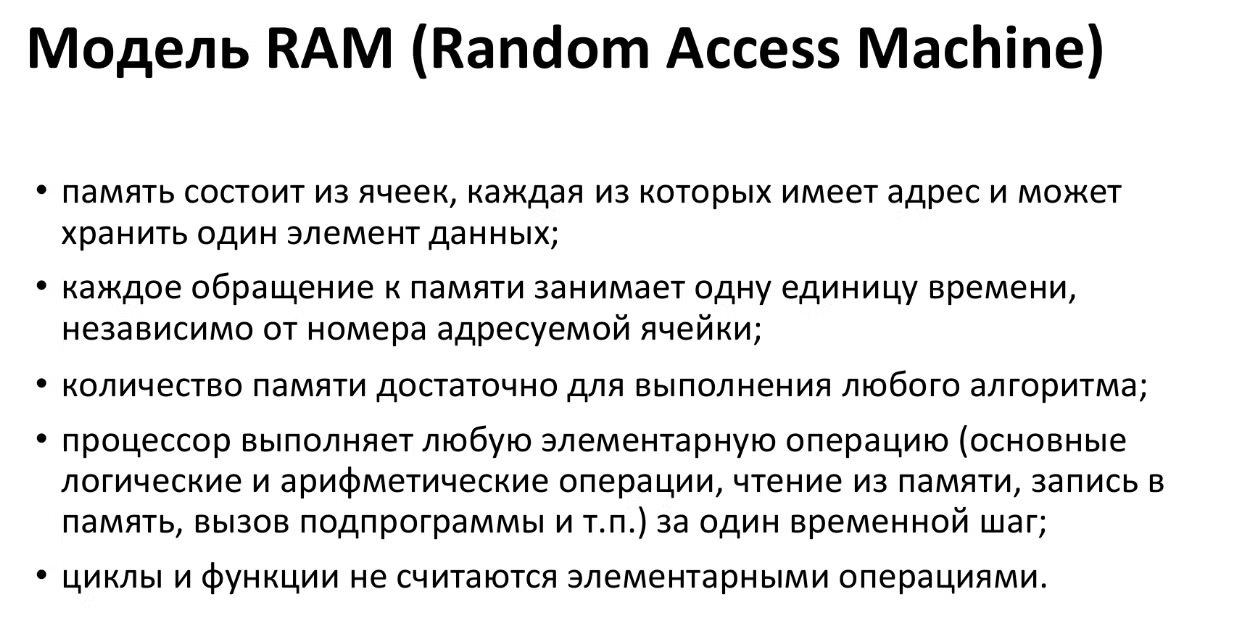 Модель RAM (Random Access Machine)
• память состоит из ячеек, каждая из которых имеет адрес и может
хранить один элемент данных;
• каждое обращение к памяти занимает одну единицу времени,
независимо от номера адресуемой ячейки;
• количество памяти достаточно для выполнения любого алгоритма;
• процессор выполняет любую элементарную операцию (основные
логические и арифметические операции, чтение из памяти, запись в
память, вызов подпрограммы и т.п.) за один временной шаг;
• циклы и функции не считаются элементарными операциями.